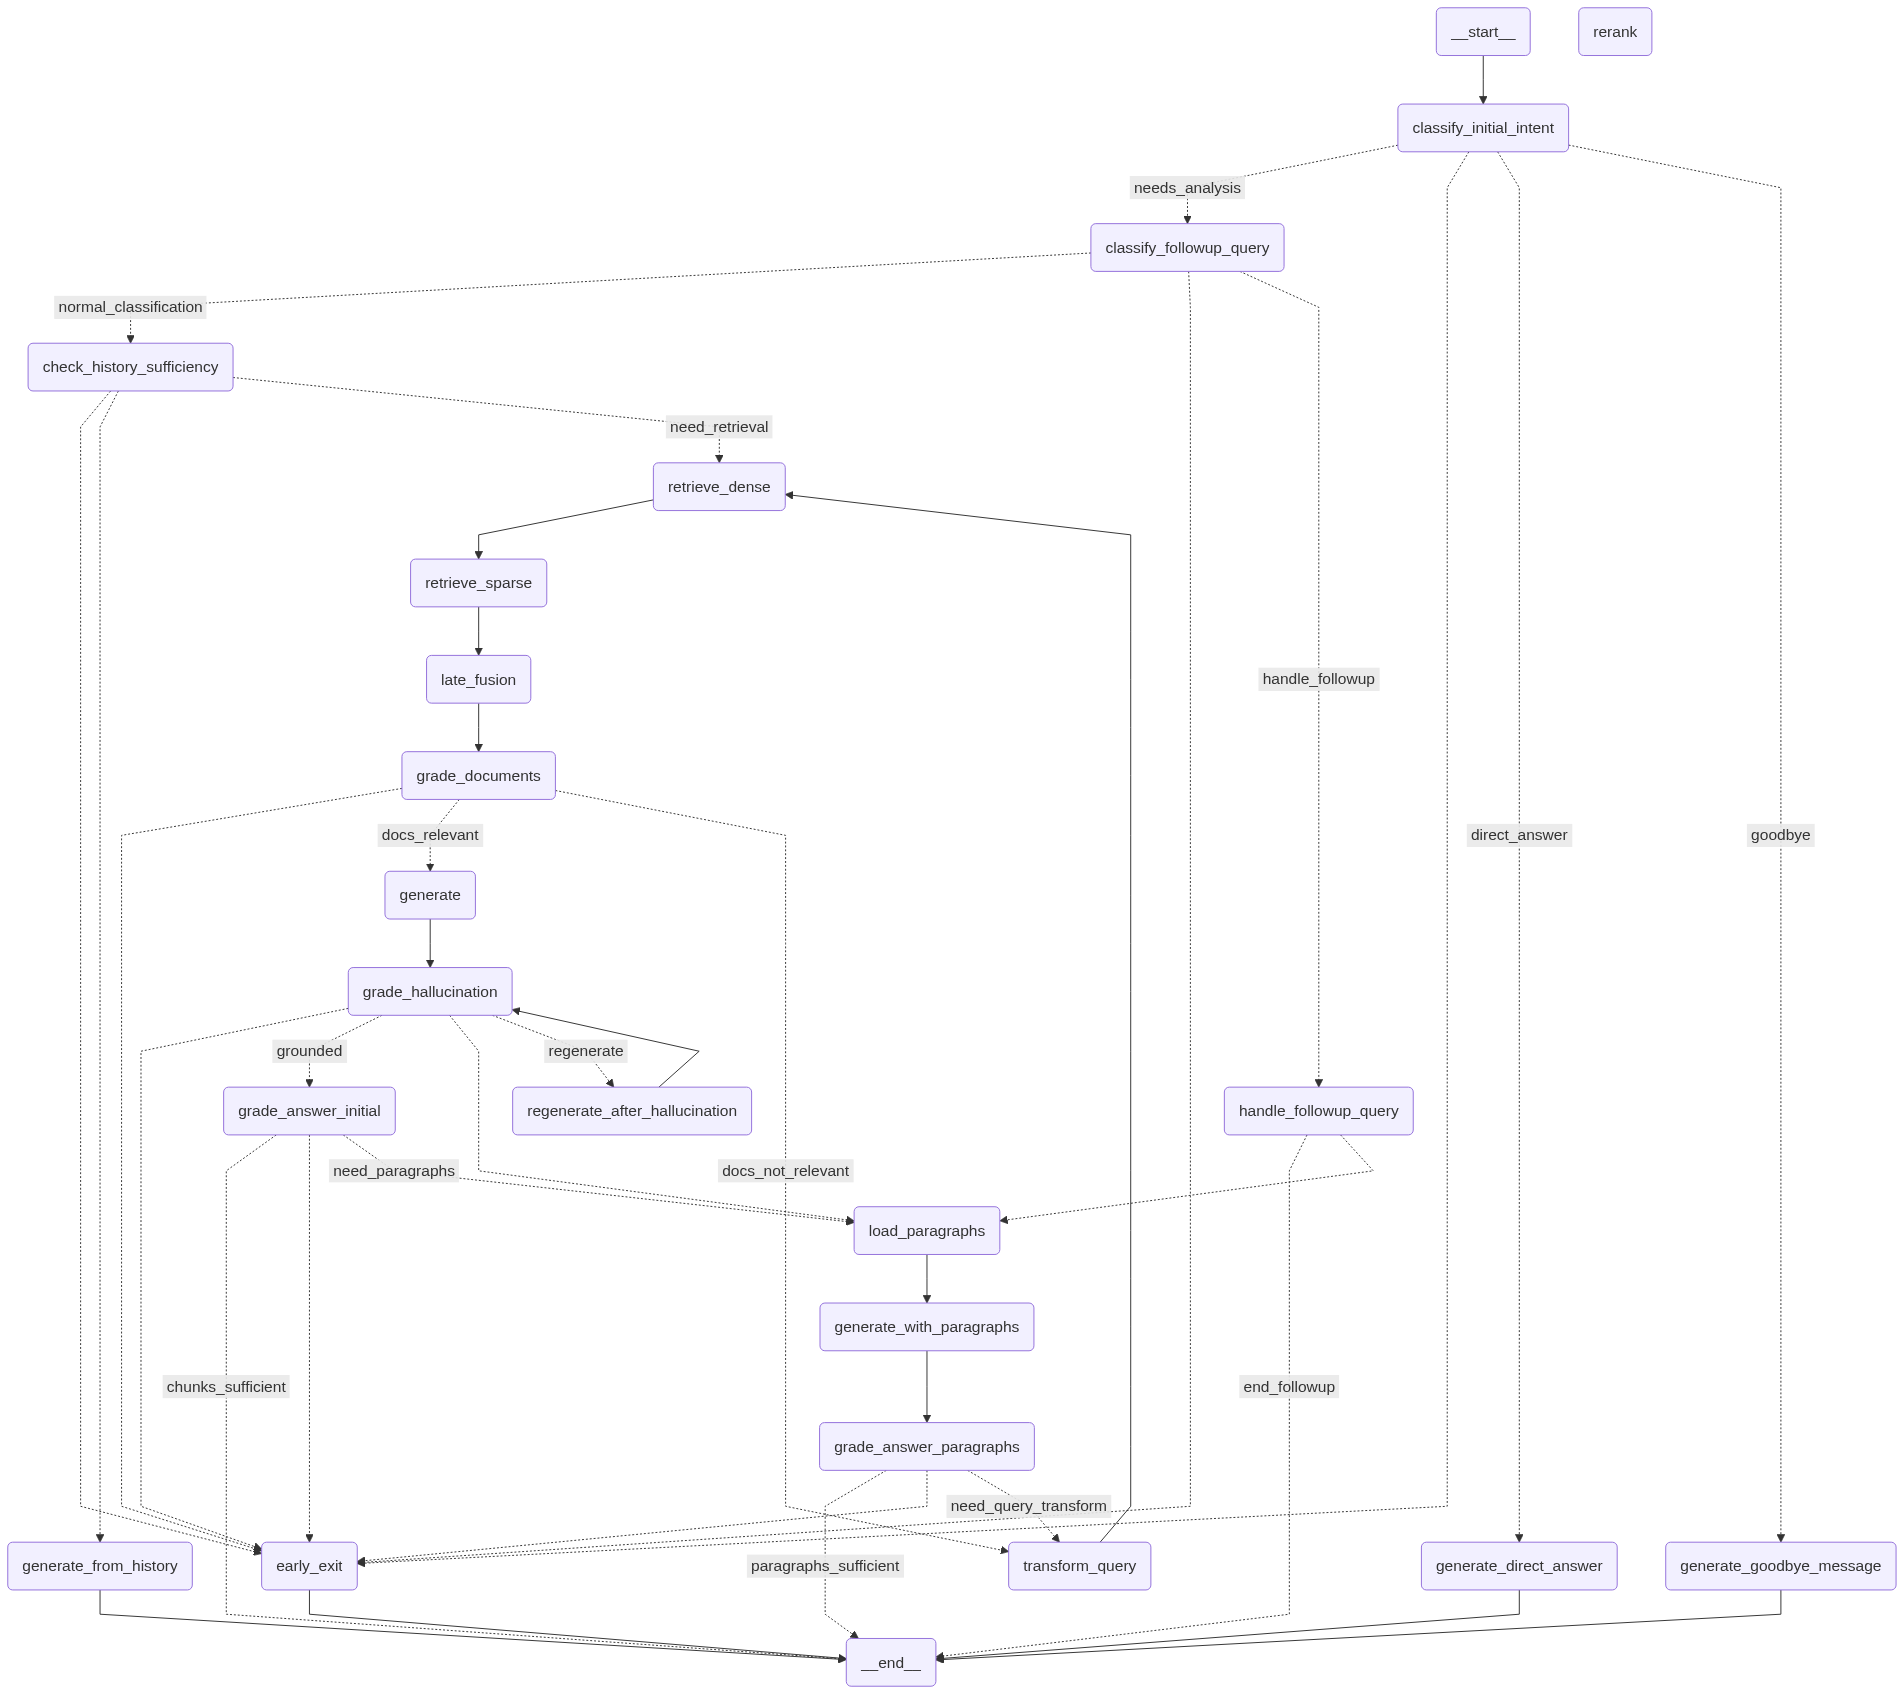 __start__
rerank
classify_initial_intent
needs_analysis
classify_followup_query
normal_classification
check_history_sufficiency
need_retrieval
retrieve_dense
retrieve_sparse
late_fusion
handle_followup
grade_documents
docs_relevant
direct_answer
goodbye
generate
grade_hallucination
grounded
regenerate
grade_answer_initial
regenerate_after_hallucination
handle_followup_query
need_paragraphs
docs_not_relevant
load_paragraphs
generate_with_paragraphs
chunks_sufficient
end_followup
grade_answer_paragraphs
need_query_transform
generate_from_history
early_exit
paragraphs_sufficient
transform_query
generate_direct_answer
generate_goodbye_message
__end__